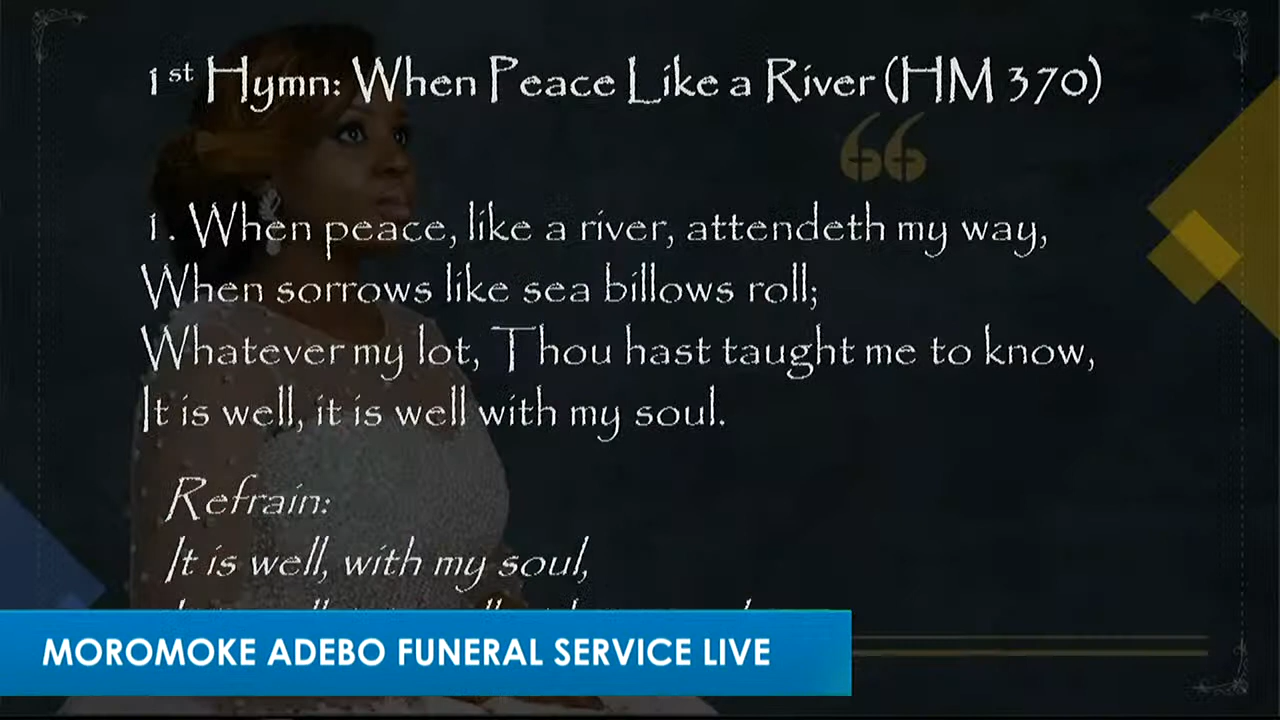 1st Hymn: When Peace Like a River (HM 370)
1. When peace, like a river, attendeth my way,
When sorrows like sea billows roll;
Whatever my lot, Thou hast taught me to know,
It is well, it is well with my soul.
Refrain:
It is well, with my soul,
MOROMOKE ADEBO FUNERAL SERVICE LIVE